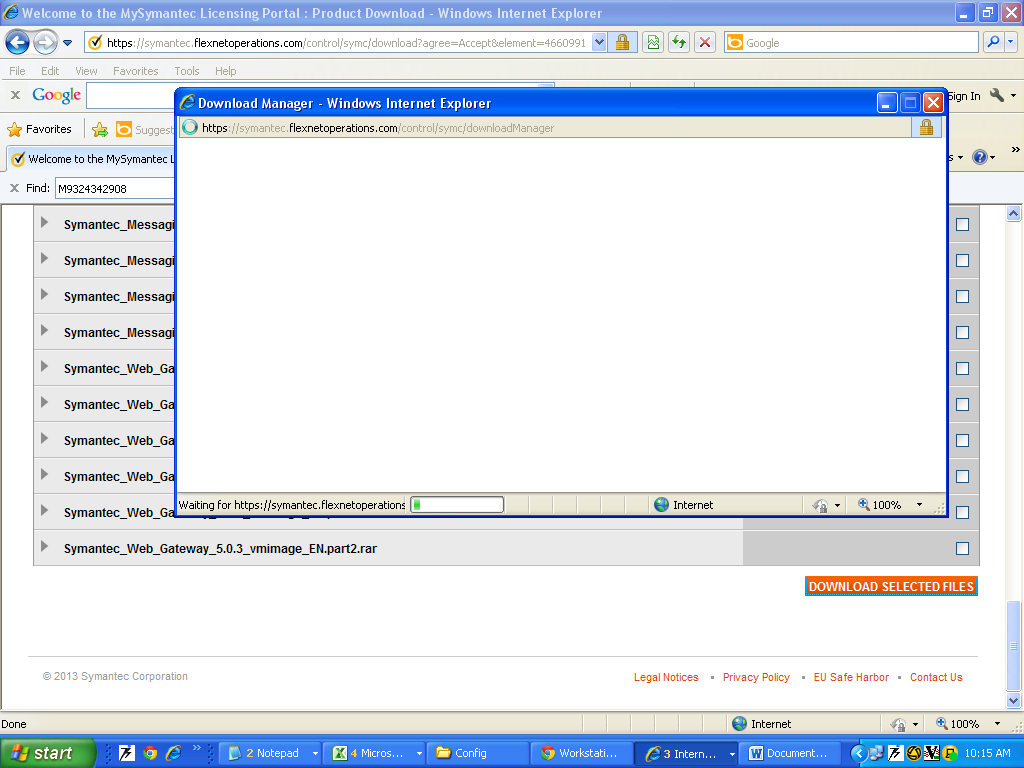 Welcome to the MySymantec Licensing Portal : Product Download - Windows Internet Explorer
https://symantec.flexnetoperations.com/control/symc/download?agree=Accept&element=4660991
Google
File Edit View Favorites Tools Help
x Google
Sign In
Download Manager - Windows Internet Explorer
https://symantec.flexnetoperations.com/control/symc/downloadManager
Favorites
Suggest
Welcome to the MySymantec L
s
x Find: M9324342908
Symantec_Messagi
Symantec_Messagi
Symantec_Messagi
Symantec_Messagi
Symantec_Web_Ga
Symantec_Web_Ga
Symantec_Web_Ga
Symantec_Web_Ga
Waiting for https://symantec.flexnetoperations
Internet
100%
Symantec_Web_Ga
Symantec_Web_Gateway_5.0.3_vmimage_EN.part2.rar
DOWNLOAD SELECTED FILES
© 2013 Symantec Corporation
Legal Notices ▪ Privacy Policy ▪ EU Safe Harbor ▪ Contact Us
Done
Internet
100%
start
2 Notepad
4 Micros...
Config
Workstati...
3 Intern...
Document...
10:15 AM